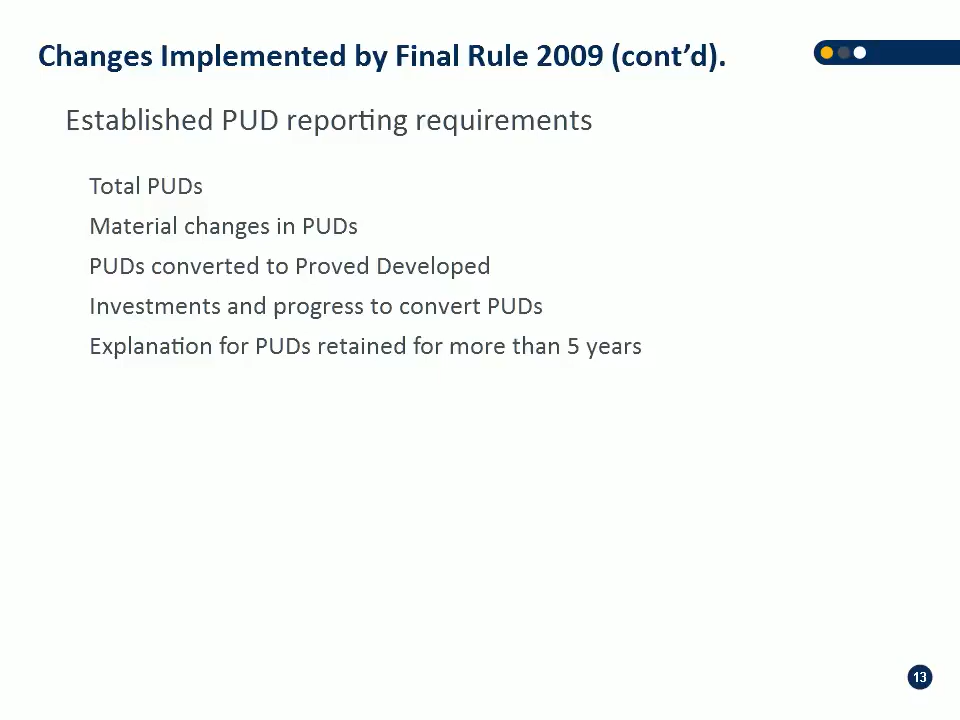 Changes Implemented by Final Rule 2009 (cont’d).
Established PUD reporting requirements
Total PUDs
Material changes in PUDs
PUDs converted to Proved Developed
Investments and progress to convert PUDs
Explanation for PUDs retained for more than 5 years
13